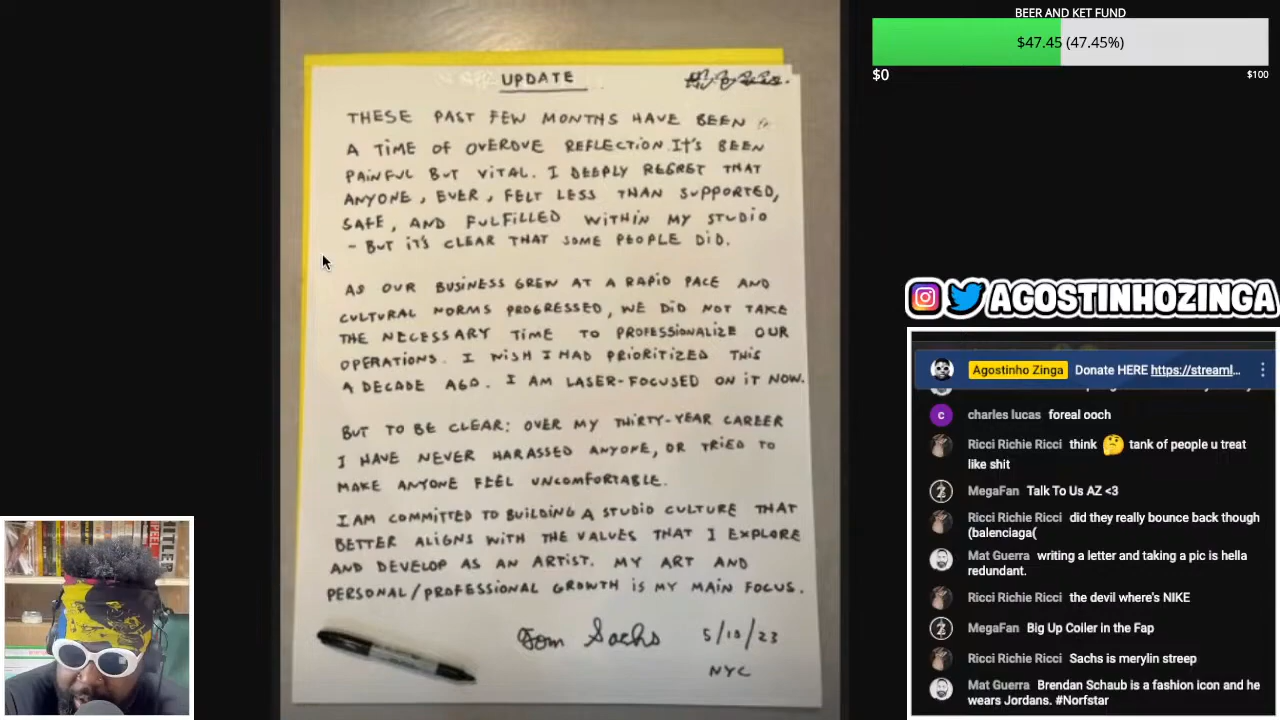 UPDATE
THESE PAST FEW MONTHS HAVE BEEN
A TIME OF OVERDUE REFLECTION. IT'S BEEN
PAINFUL BUT VITAL. I DEEPLY REGRET THAT
ANYONE, EVER, FELT LESS THAN SUPPORTED,
SAFE, AND FULFILLED WITHIN MY STUDIO
- BUT IT'S CLEAR THAT SOME PEOPLE DID.
AS OUR BUSINESS GREW AT A RAPID PACE AND
CULTURAL NORMS PROGRESSED, WE DID NOT TAKE
THE NECESSARY TIME TO PROFESSIONALIZE OUR
OPERATIONS. I WISH I HAD PRIORITIZED THIS
A DECADE AGO. I AM LASER-FOCUSED ON IT NOW.
BUT TO BE CLEAR: OVER MY THIRTY-YEAR CAREER
I HAVE NEVER HARASSED ANYONE, OR TRIED TO
MAKE ANYONE FEEL UNCOMFORTABLE.
I AM COMMITTED TO BUILDING A STUDIO CULTURE THAT
BETTER ALIGNS WITH THE VALUES THAT I EXPLORE
AND DEVELOP AS AN ARTIST. MY ART AND
PERSONAL/PROFESSIONAL GROWTH IS MY MAIN FOCUS.
Tom Sachs 5/10/23
NYC
BEER AND KET FUND
$47.45 (47.45%)
$0 $100
AGOSTINHOZINGA
Agostinho Zinga Donate HERE https://streaml...
charles lucas foreal ooch
Ricci Richie Ricci think 🤔 tank of people u treat
like shit
MegaFan Talk To Us AZ <3
Ricci Richie Ricci did they really bounce back though
(balenciaga(
Mat Guerra writing a letter and taking a pic is hella
redundant.
Ricci Richie Ricci the devil where's NIKE
MegaFan Big Up Coiler in the Fap
Ricci Richie Ricci Sachs is merylin streep
Mat Guerra Brendan Schaub is a fashion icon and he
wears Jordans. #Norfstar
HITLER